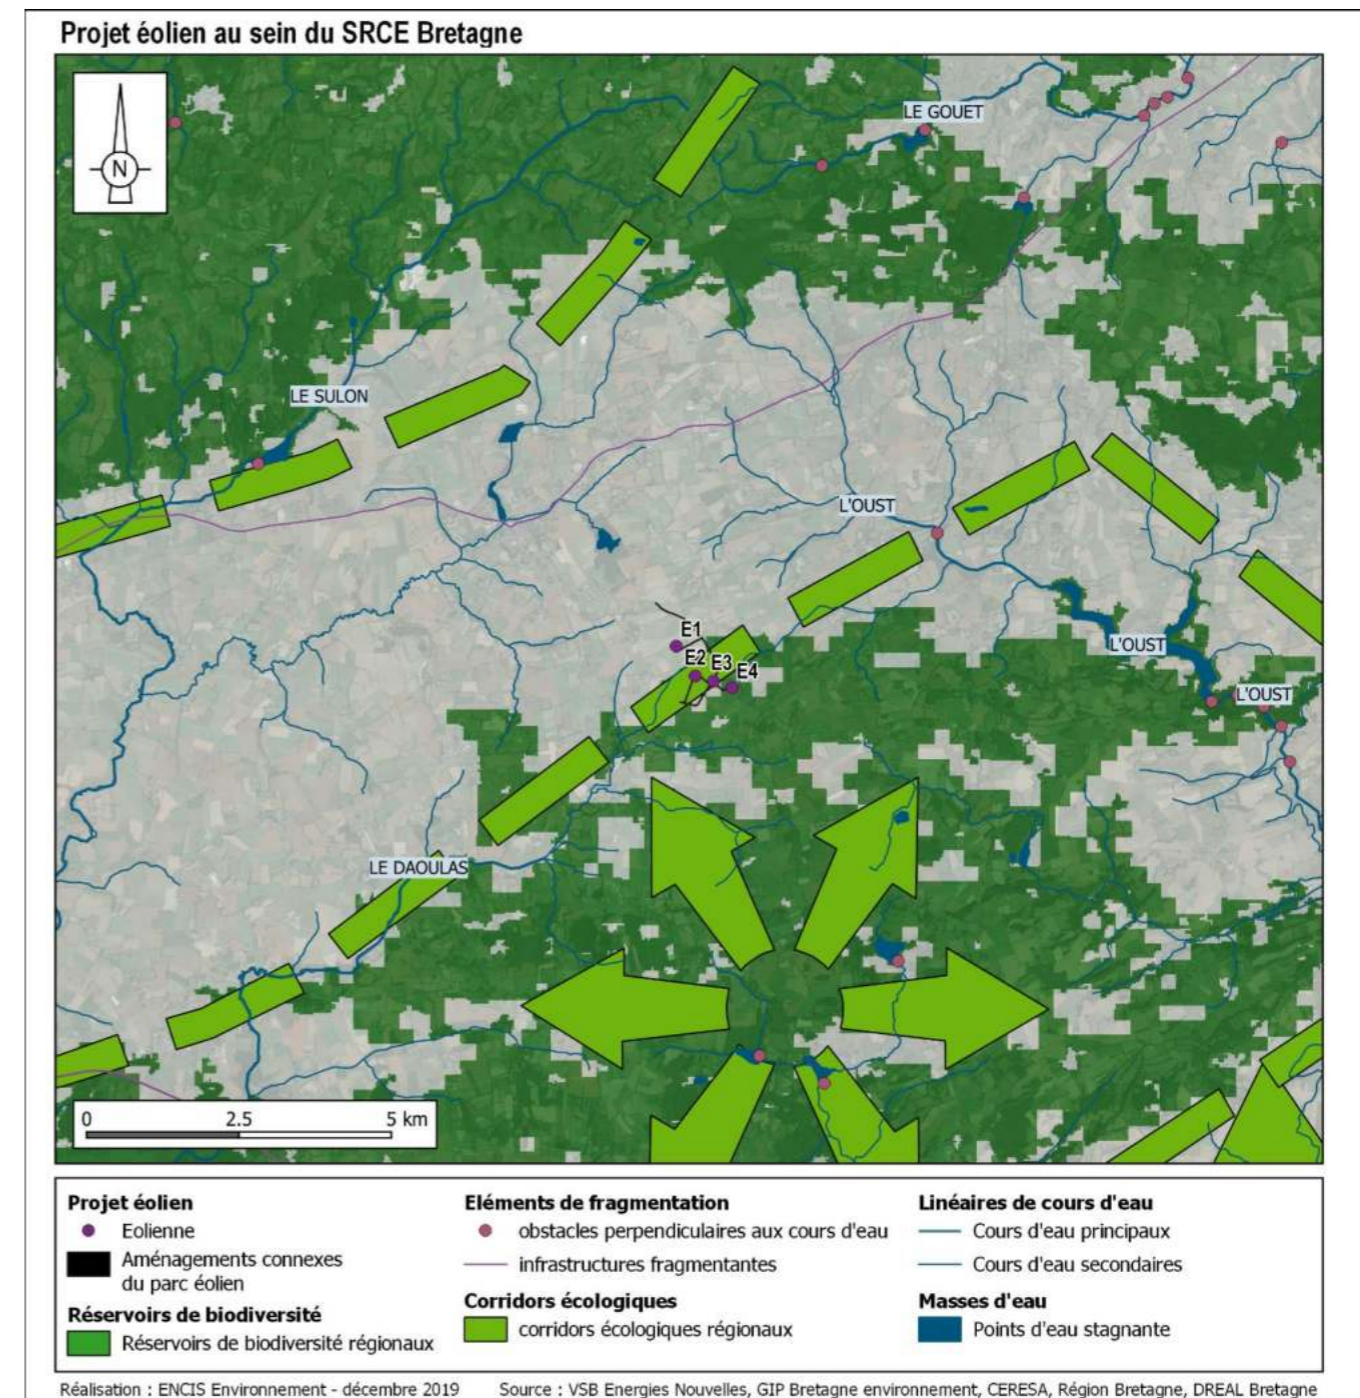 Projet éolien au sein du SRCE Bretagne
N
LE GOUET
LE SULON
L'OUST
E1
E2
E3
E4
L'OUST
L'OUST
LE DAOULAS
0 2.5 5 km
Projet éolien
Eolienne
Aménagements connexes
du parc éolien
Réservoirs de biodiversité
Réservoirs de biodiversité régionaux
Eléments de fragmentation
obstacles perpendiculaires aux cours d'eau
infrastructures fragmentantes
Corridors écologiques
corridors écologiques régionaux
Linéaires de cours d'eau
Cours d'eau principaux
Cours d'eau secondaires
Masses d'eau
Points d'eau stagnante
Réalisation : ENCIS Environnement - décembre 2019 Source : VSB Energies Nouvelles, GIP Bretagne environnement, CERESA, Région Bretagne, DREAL Bretagne